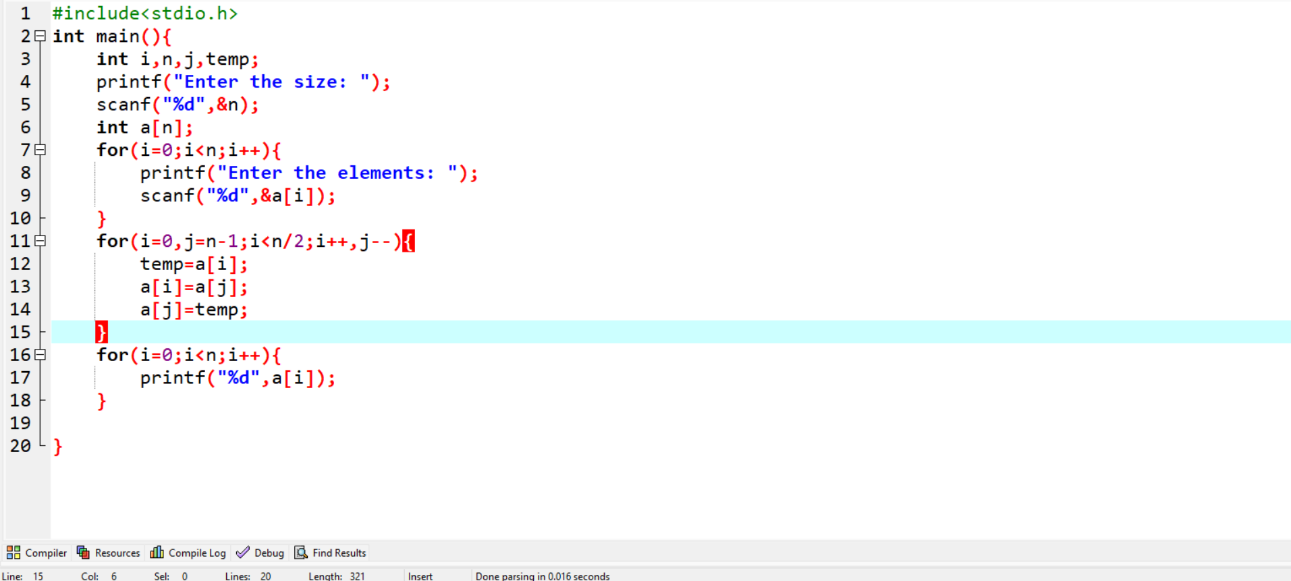 1 #include<stdio.h>
2 int main(){
3     int i,n,j,temp;
4     printf("Enter the size: ");
5     scanf("%d",&n);
6     int a[n];
7     for(i=0;i<n;i++){
8         printf("Enter the elements: ");
9         scanf("%d",&a[i]);
10     }
11     for(i=0,j=n-1;i<n/2;i++,j--){
12         temp=a[i];
13         a[i]=a[j];
14         a[j]=temp;
15     }
16     for(i=0;i<n;i++){
17         printf("%d",a[i]);
18     }
19
20 }
Compiler Resources Compile Log Debug Find Results
Line: 15 Col: 6 Sel: 0 Lines: 20 Length: 321 Insert Done parsing in 0.016 seconds